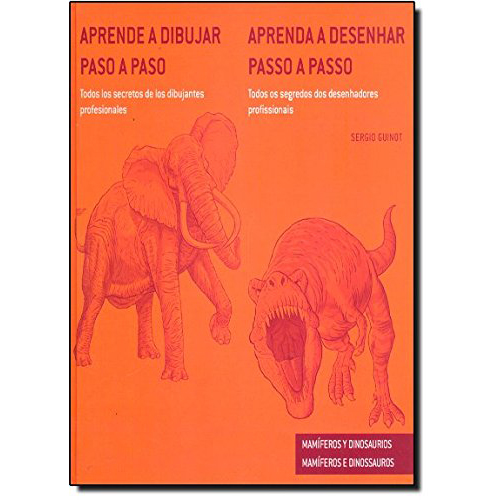 APRENDE A DIBUJAR
PASO A PASO
Todos los secretos de los dibujantes
profesionales
APRENDA A DESENHAR
PASSO A PASSO
Todos os segredos dos desenhadores
profissionais
SERGIO GUINOT
MAMÍFEROS Y DINOSAURIOS
MAMÍFEROS E DINOSSAUROS